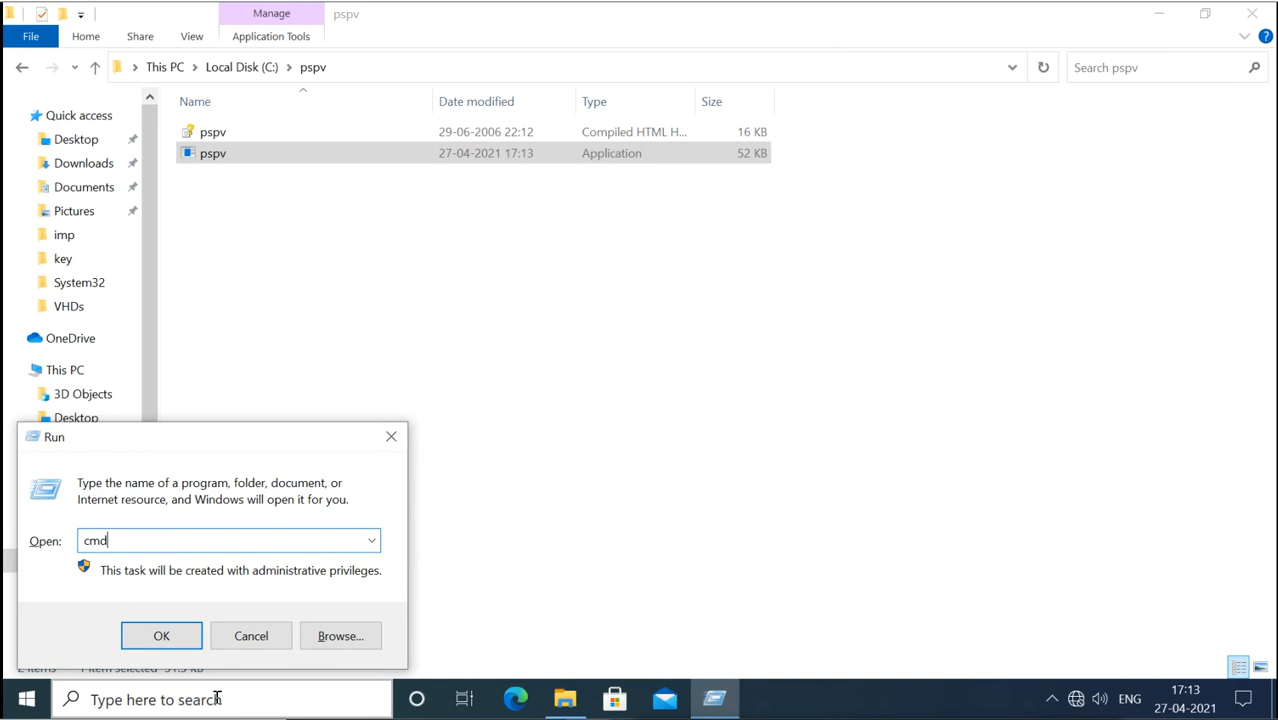 Manage
pspv
File
Home
Share
View
Application Tools
This PC
Local Disk (C:)
pspv
Search pspv
Name
Date modified
Type
Size
Quick access
pspv
29-06-2006 22:12
Compiled HTML H...
16 KB
Desktop
pspv
27-04-2021 17:13
Application
52 KB
Downloads
Documents
Pictures
imp
key
System32
VHDs
OneDrive
This PC
3D Objects
Desktop
Run
Type the name of a program, folder, document, or
Internet resource, and Windows will open it for you.
Open:
cmd
This task will be created with administrative privileges.
OK
Cancel
Browse...
Type here to search
ENG
17:13
27-04-2021